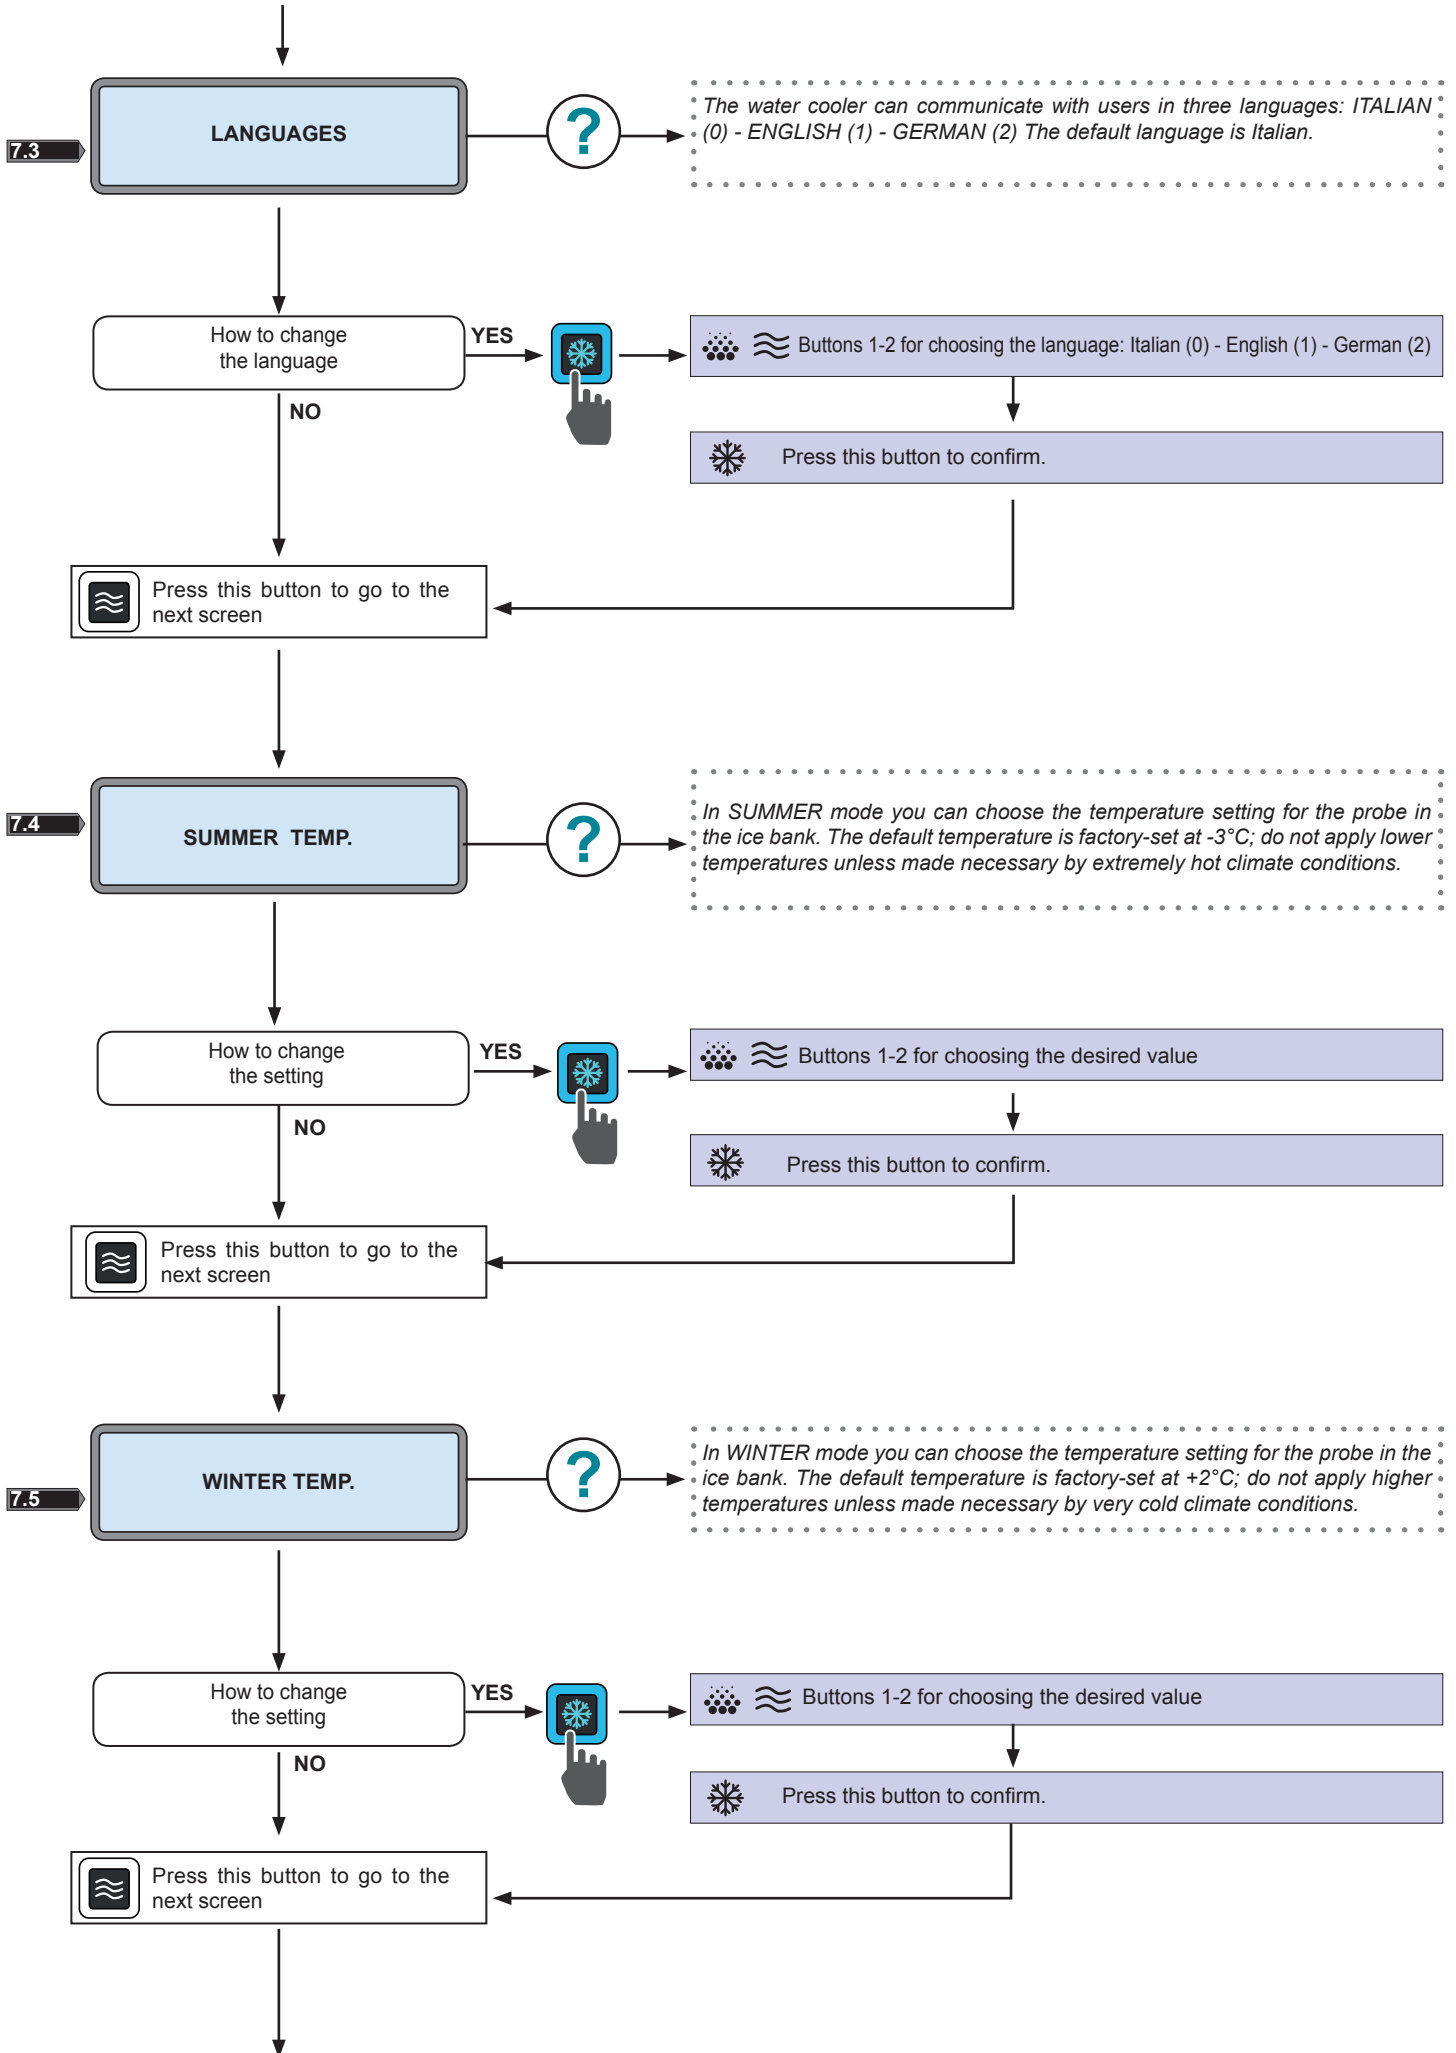 The water cooler can communicate with users in three languages: ITALIAN
(0) - ENGLISH (1) - GERMAN (2) The default language is Italian.
LANGUAGES
?
7.3
How to change
the language
YES
Buttons 1-2 for choosing the language: Italian (0) - English (1) - German (2)
NO
Press this button to confirm.
Press this button to go to the
next screen
In SUMMER mode you can choose the temperature setting for the probe in
the ice bank. The default temperature is factory-set at -3°C; do not apply lower
temperatures unless made necessary by extremely hot climate conditions.
7.4
SUMMER TEMP.
?
How to change
the setting
YES
Buttons 1-2 for choosing the desired value
NO
Press this button to confirm.
Press this button to go to the
next screen
In WINTER mode you can choose the temperature setting for the probe in the
ice bank. The default temperature is factory-set at +2°C; do not apply higher
temperatures unless made necessary by very cold climate conditions.
WINTER TEMP.
?
7.5
How to change
the setting
YES
Buttons 1-2 for choosing the desired value
NO
Press this button to confirm.
Press this button to go to the
next screen